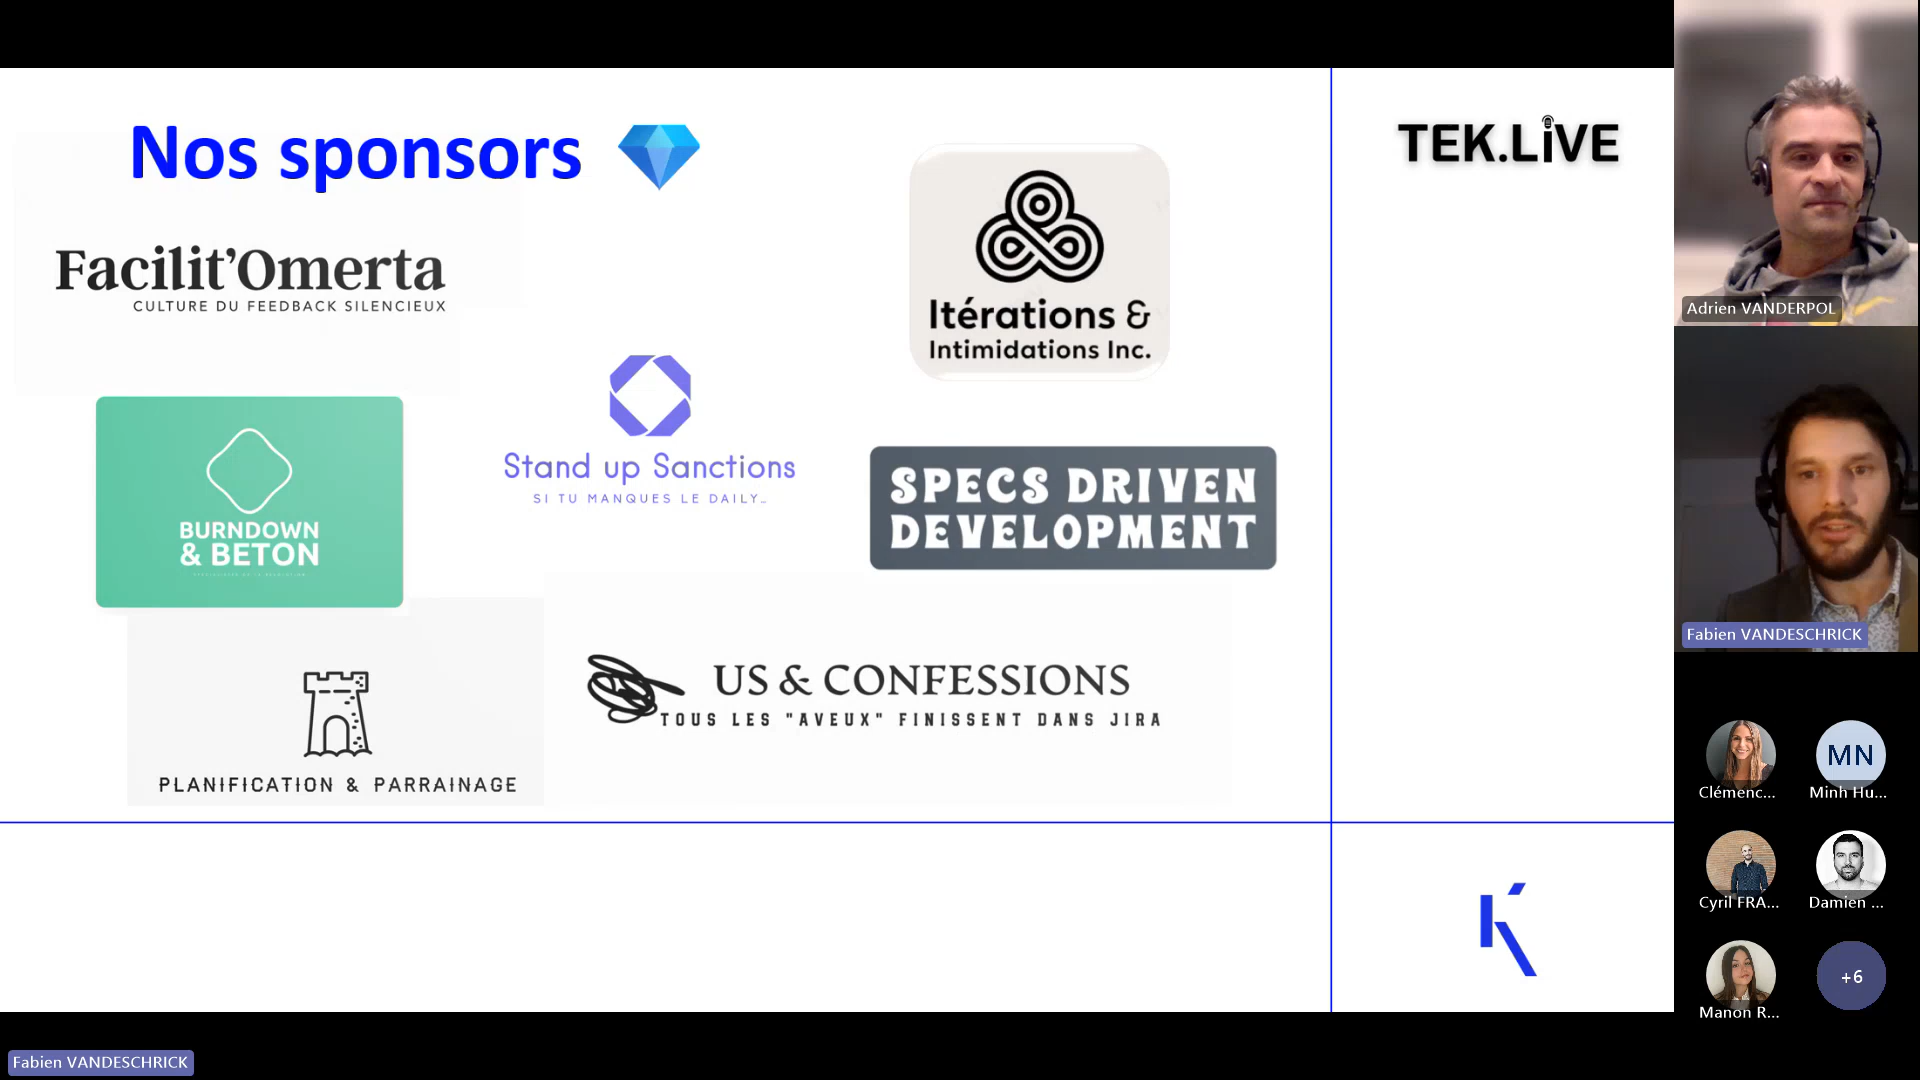 Nos sponsors
TEK.LiVE
Facilit’Omerta
CULTURE DU FEEDBACK SILENCIEUX
Itérations &
Intimidations Inc.
Stand up Sanctions
SI TU MANQUES LE DAILY…
BURNDOWN
& BETON
SPECS DRIVEN
DEVELOPMENT
PLANIFICATION & PARRAINAGE
US & CONFESSIONS
TOUS LES "AVEUX" FINISSENT DANS JIRA
K
Adrien VANDERPOL
Fabien VANDESCHRICK
MN
Clémenc...
Minh Hu...
Cyril FRA...
Damien ...
+6
Manon R...
Fabien VANDESCHRICK